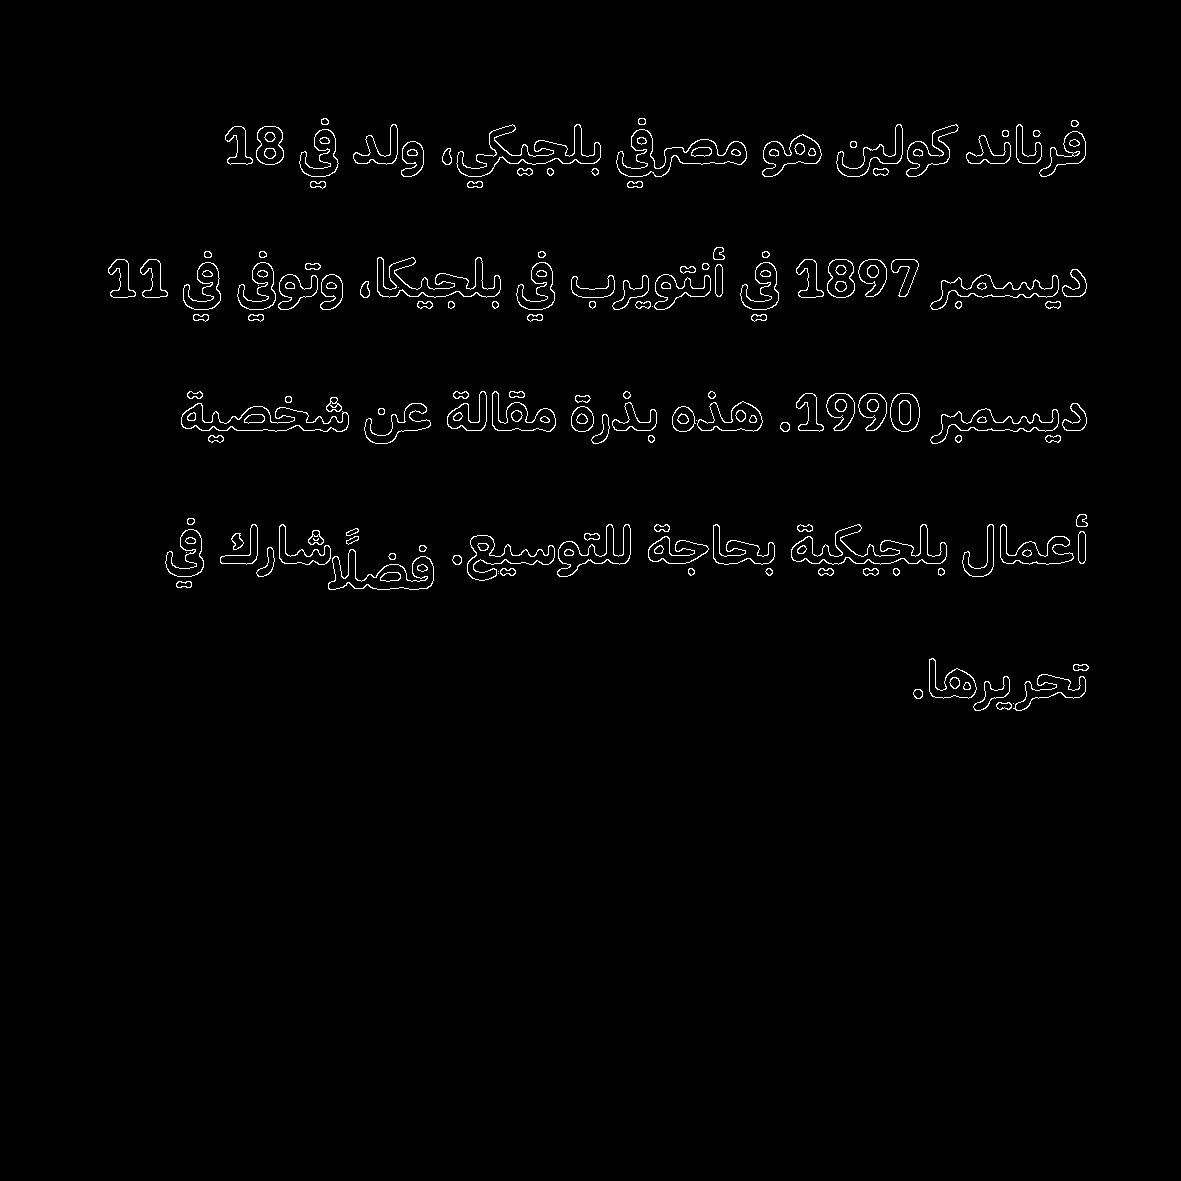 فرناند كولين هو مصرفي بلجيكي، ولد في 18
ديسمبر 1897 في أنتويرب في بلجيكا، وتوفي في 11
ديسمبر 1990. هذه بذرة مقالة عن شخصية
أعمال بلجيكية بحاجة للتوسيع. فضلًا شارك في
تحريرها.